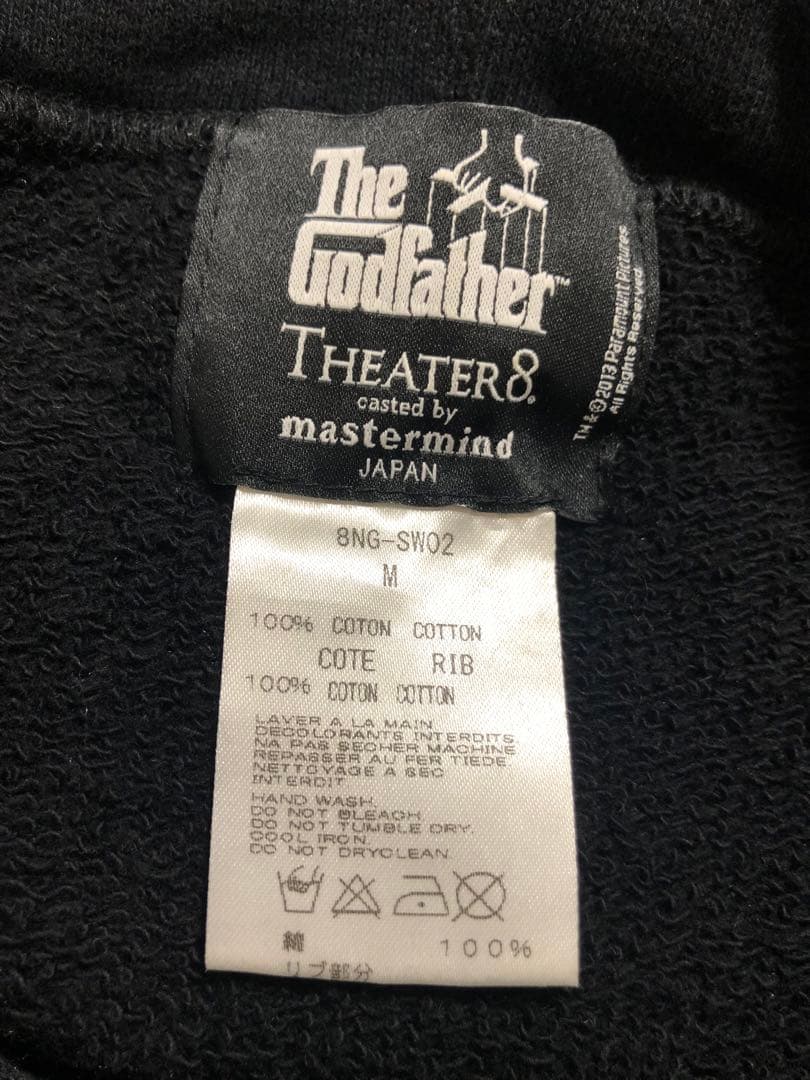 The
Godfather™
THEATER8®
casted by
mastermind
JAPAN
TM & © 2013 Paramount Pictures.
All Rights Reserved
8NG-SW02
M
100% COTON COTTON
COTE RIB
100% COTON COTTON
LAVER A LA MAIN
DECOLORANTS INTERDITS
NA PAS SECHER MACHINE
REPASSER AU FER TIEDE
NETTOYAGE A SEC
INTERDIT
HAND WASH.
DO NOT BLEACH
DO NOT TUMBLE DRY.
COOL IRON.
DO NOT DRYCLEAN.
綿 100%
リブ部分